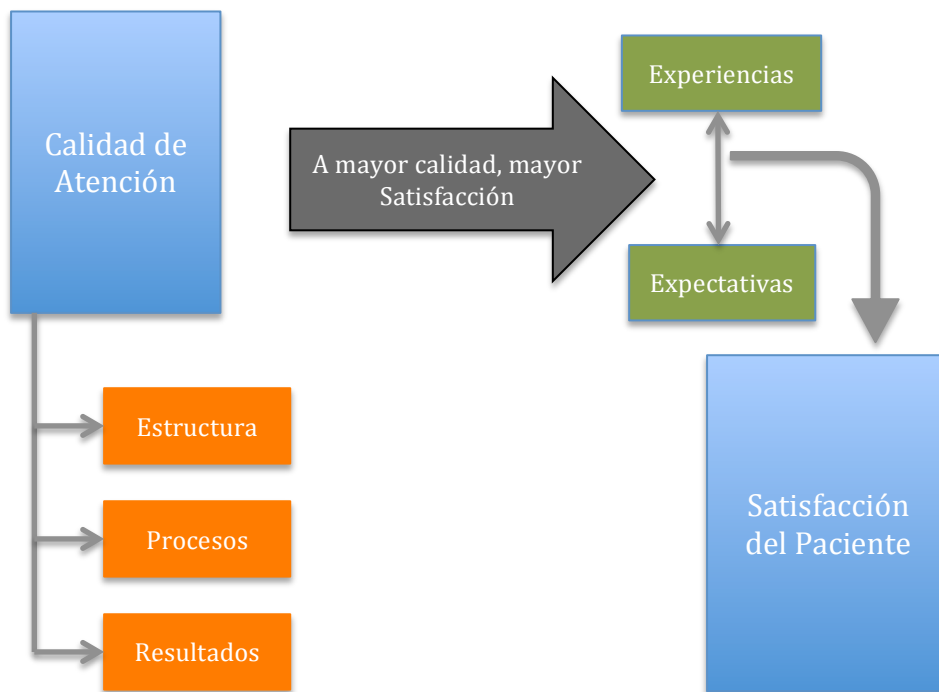 Calidad de
Atención
A mayor calidad, mayor
Satisfacción
Experiencias
Expectativas
Estructura
Procesos
Resultados
Satisfacción
del Paciente